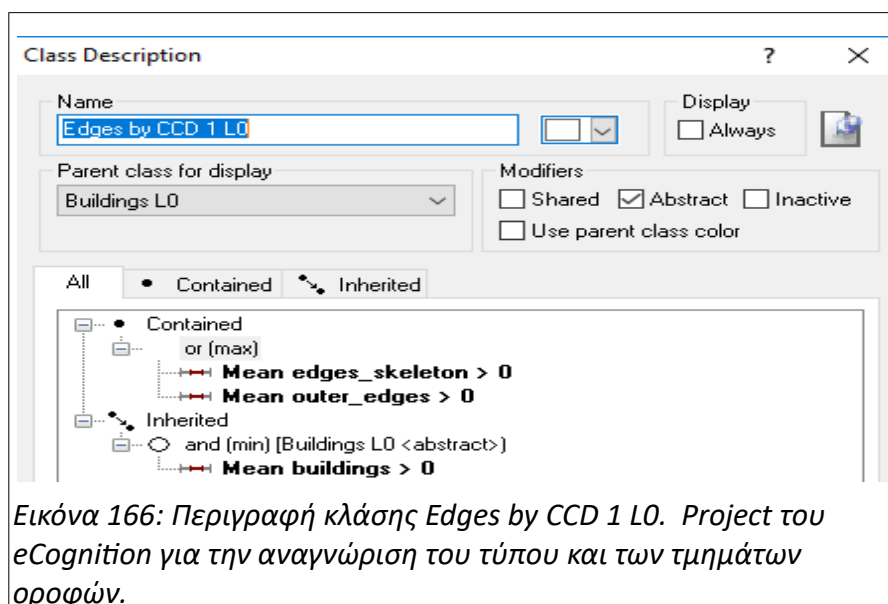 Class Description ?
Name
Edges by CCD 1 L0
Display
Always
Parent class for display
Buildings L0
Modifiers
Shared Abstract Inactive
Use parent class color
All Contained Inherited
Contained
or (max)
Mean edges_skeleton > 0
Mean outer_edges > 0
Inherited
and (min) [Buildings L0 <abstract>]
Mean buildings > 0
Εικόνα 166: Περιγραφή κλάσης Edges by CCD 1 L0. Project του
eCognition για την αναγνώριση του τύπου και των τμημάτων
οροφών.